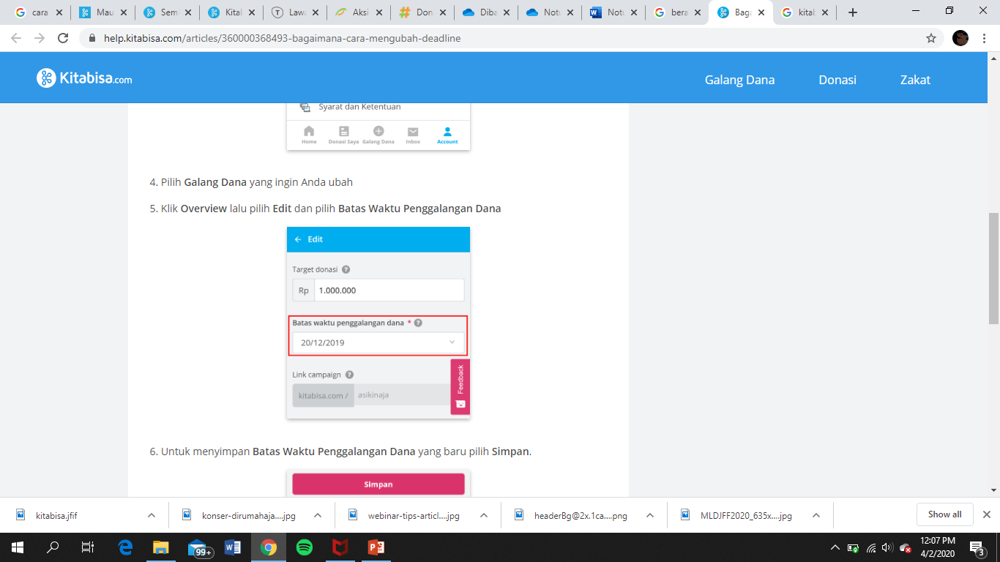 cara
Mau
Sem
Kital
Lawa
Aksi
Don
Diba
Notu
Notu
bera
Baga
kitab
help.kitabisa.com/articles/360000368493-bagaimana-cara-mengubah-deadline
Kitabisa.com
Galang Dana
Donasi
Zakat
Syarat dan Ketentuan
Home
Donasi Saya
Galang Dana
Inbox
Account
4. Pilih Galang Dana yang ingin Anda ubah
5. Klik Overview lalu pilih Edit dan pilih Batas Waktu Penggalangan Dana
← Edit
Target donasi ?
Rp 1.000.000
Batas waktu penggalangan dana * ?
20/12/2019
Link campaign ?
kitabisa.com / asikinaja
Feedback
6. Untuk menyimpan Batas Waktu Penggalangan Dana yang baru pilih Simpan.
Simpan
kitabisa.jfif
konser-dirumahaja....jpg
webinar-tips-articl....jpg
headerBg@2x.1ca....png
MLDJFF2020_635x....jpg
Show all
99+
12:07 PM
4/2/2020
3